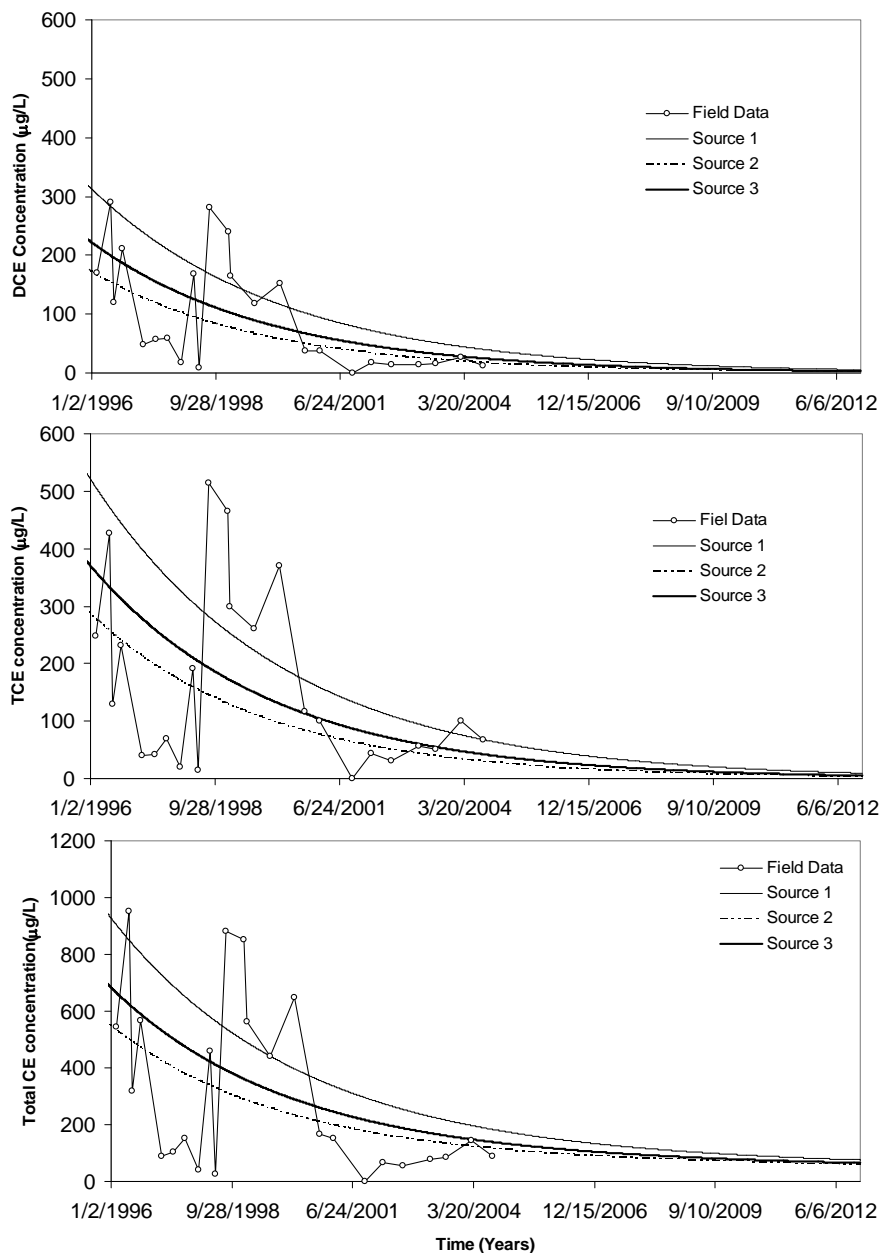 600
500
400
300
200
100
0
DCE Concentration (μg/L)
Field Data
Source 1
Source 2
Source 3
1/2/1996 9/28/1998 6/24/2001 3/20/2004 12/15/2006 9/10/2009 6/6/2012
600
500
400
300
200
100
0
TCE concentration (μg/L)
Fiel Data
Source 1
Source 2
Source 3
1/2/1996 9/28/1998 6/24/2001 3/20/2004 12/15/2006 9/10/2009 6/6/2012
1200
1000
800
600
400
200
0
Total CE concentration(μg/L)
Field Data
Source 1
Source 2
Source 3
1/2/1996 9/28/1998 6/24/2001 3/20/2004 12/15/2006 9/10/2009 6/6/2012
Time (Years)